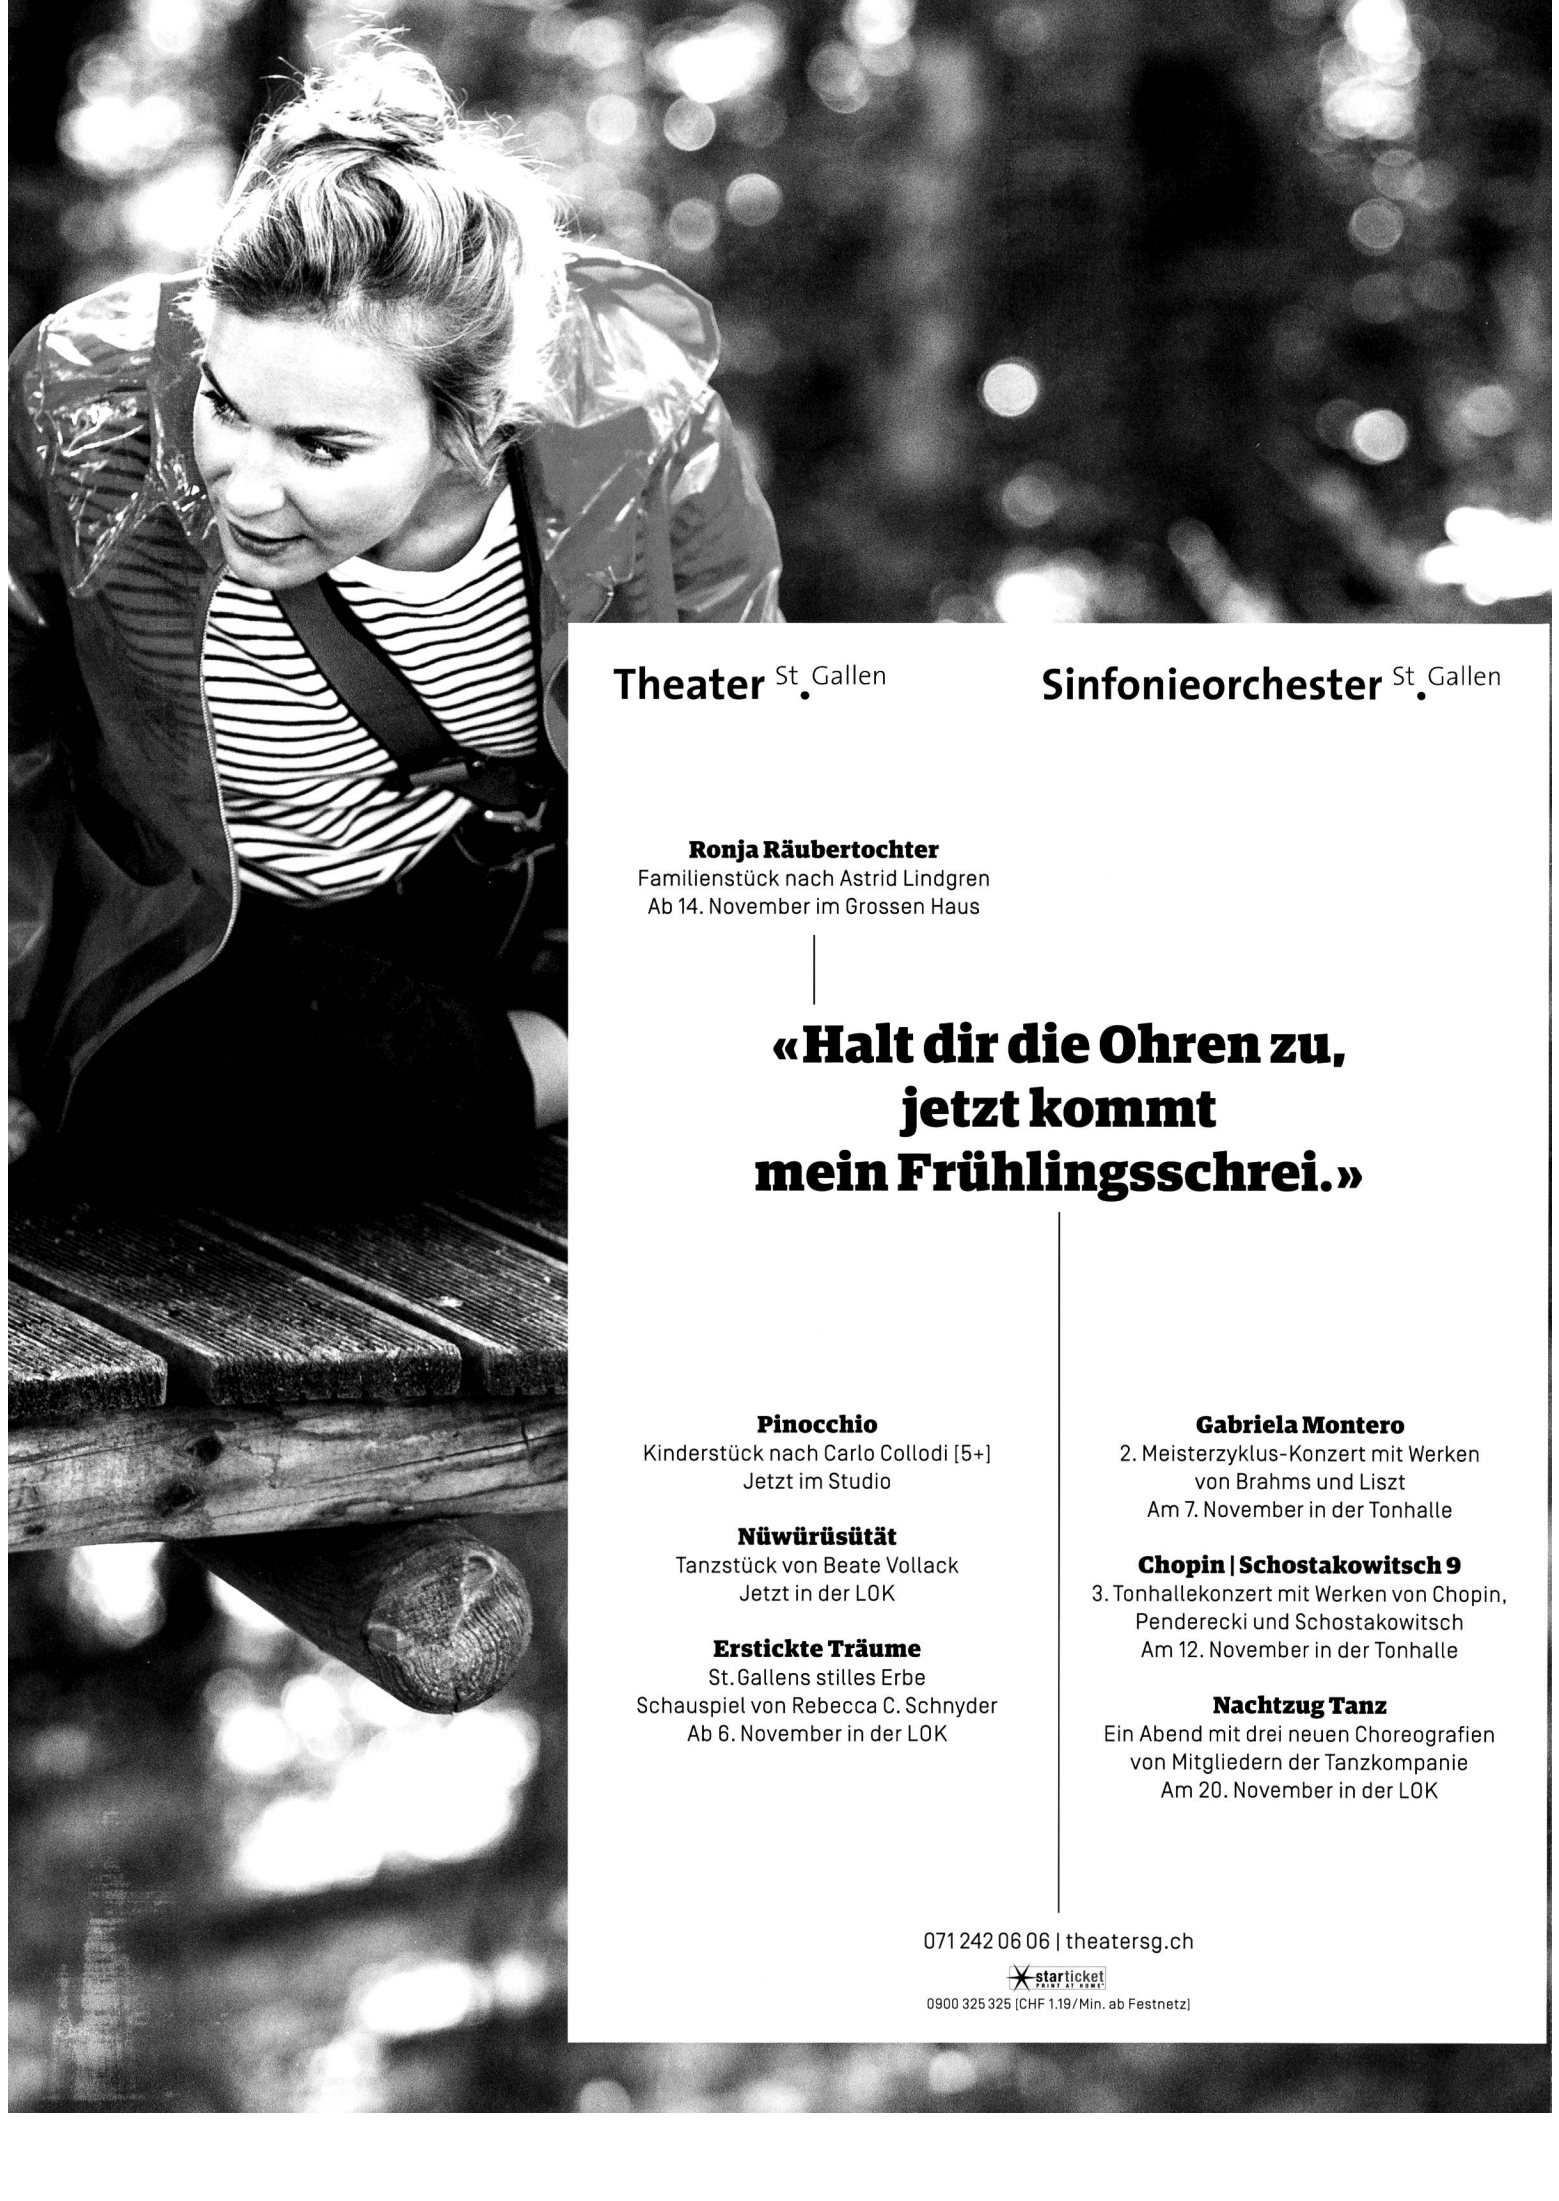 Theater St. Gallen
Sinfonieorchester St. Gallen
Ronja Räubertochter
Familienstück nach Astrid Lindgren
Ab 14. November im Grossen Haus
«Halt dir die Ohren zu,
jetzt kommt
mein Frühlingsschrei.»
Pinocchio
Kinderstück nach Carlo Collodi [5+]
Jetzt im Studio
Nüwürüsütät
Tanzstück von Beate Vollack
Jetzt in der LOK
Erstickte Träume
St. Gallens stilles Erbe
Schauspiel von Rebecca C. Schnyder
Ab 6. November in der LOK
Gabriela Montero
2. Meisterzyklus-Konzert mit Werken
von Brahms und Liszt
Am 7. November in der Tonhalle
Chopin | Schostakowitsch 9
3. Tonhallekonzert mit Werken von Chopin,
Penderecki und Schostakowitsch
Am 12. November in der Tonhalle
Nachtzug Tanz
Ein Abend mit drei neuen Choreografien
von Mitgliedern der Tanzkompanie
Am 20. November in der LOK
071 242 06 06 | theatersg.ch
starticket
PRINT AT HOME
0900 325 325 [CHF 1.19/Min. ab Festnetz]